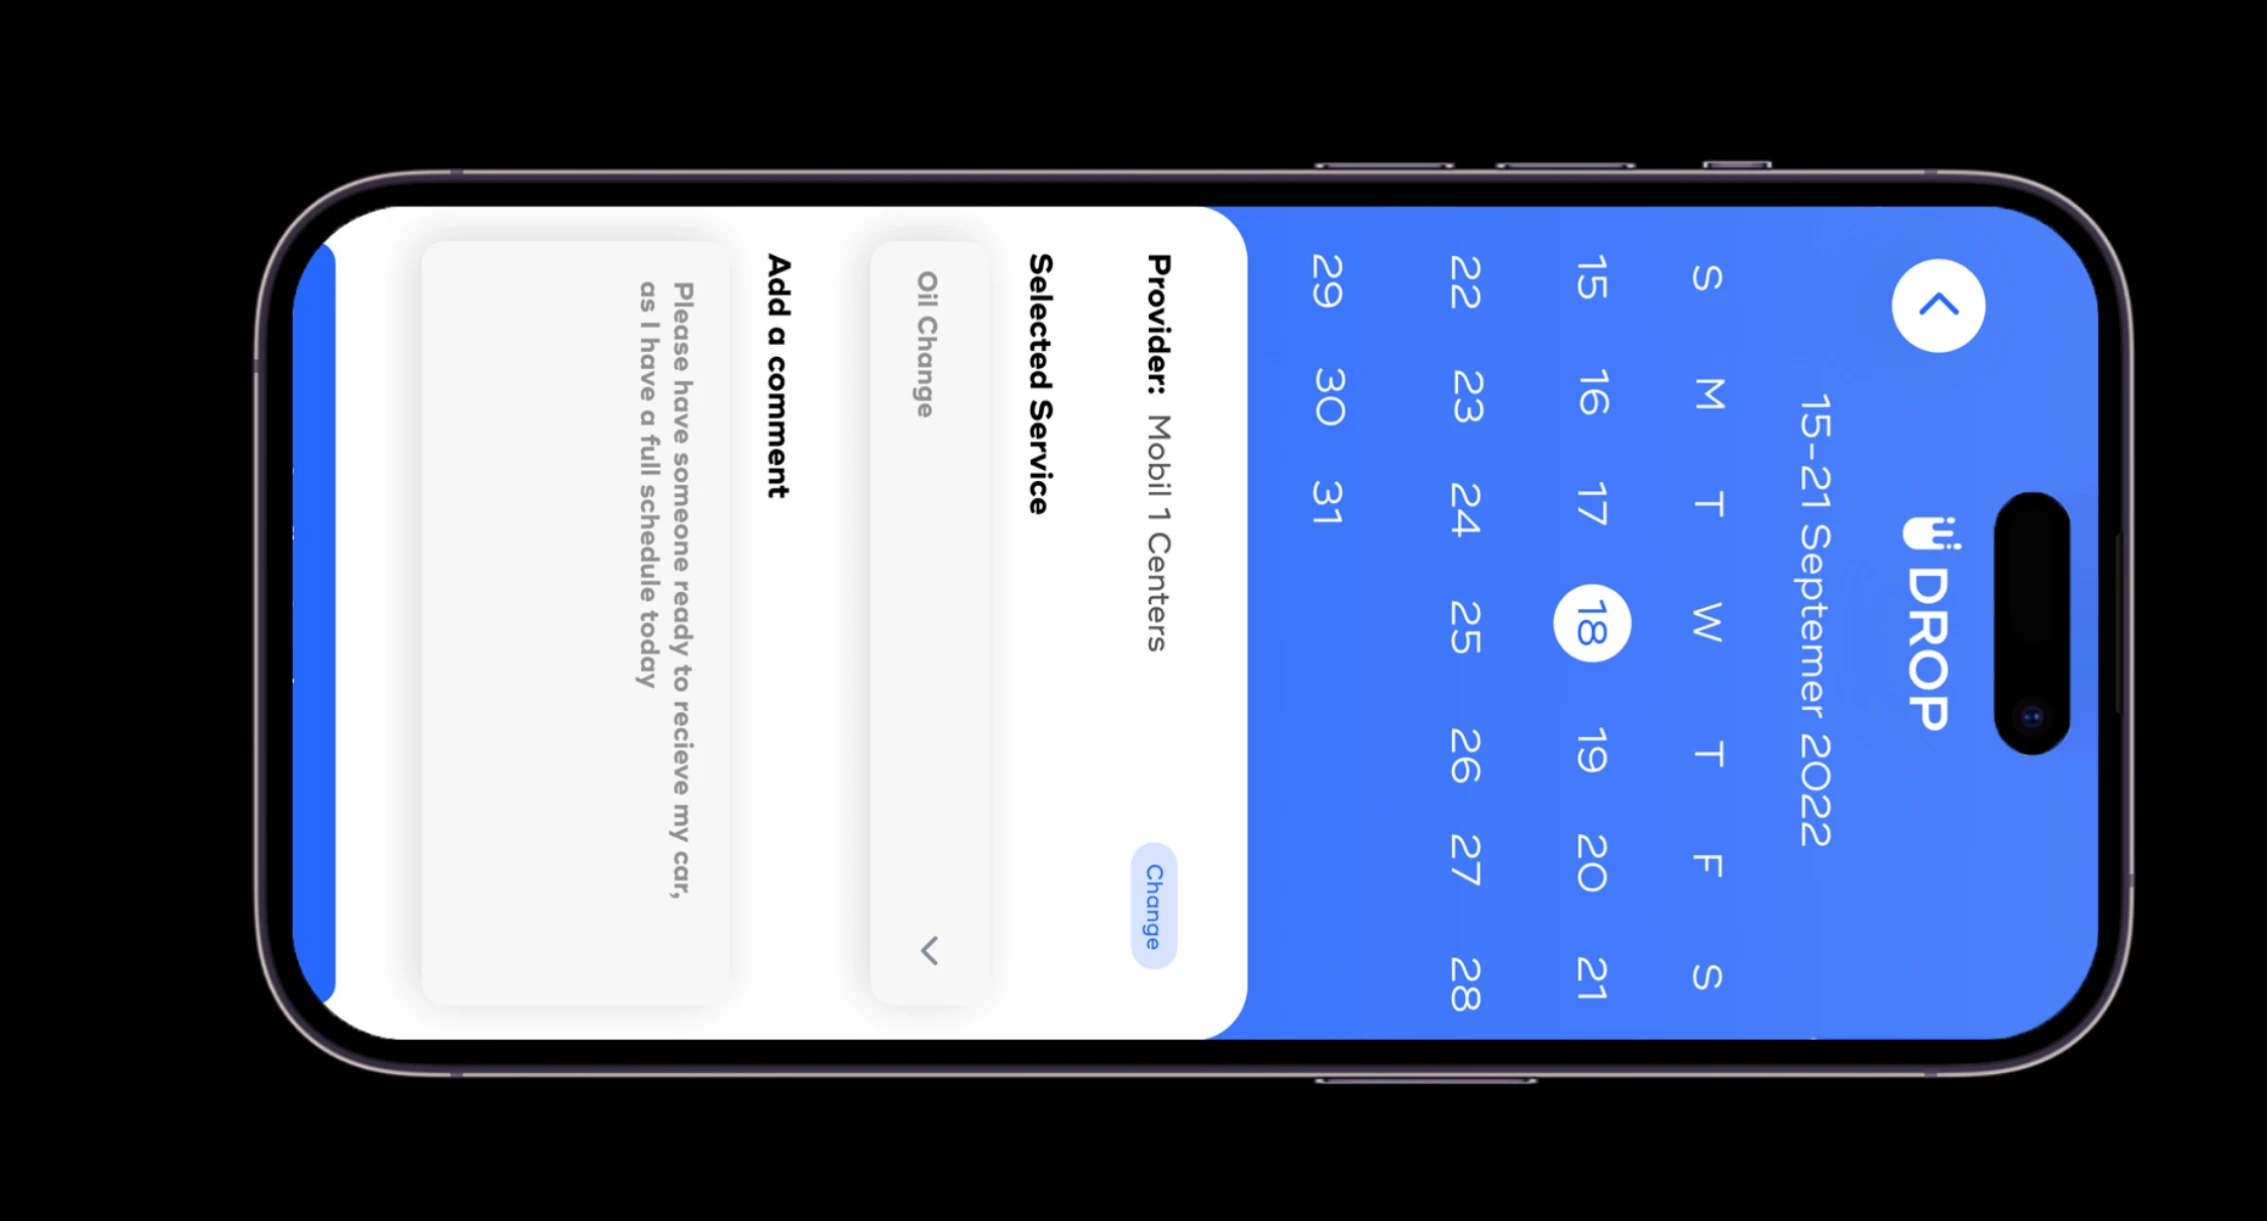 DROP
15-21 Septemer 2022
S M T W T F S
15 16 17 18 19 20 21
22 23 24 25 26 27 28
29 30 31
Provider: Mobil 1 Centers Change
Selected Service
Oil Change
Add a comment
Please have someone ready to recieve my car,
as I have a full schedule today